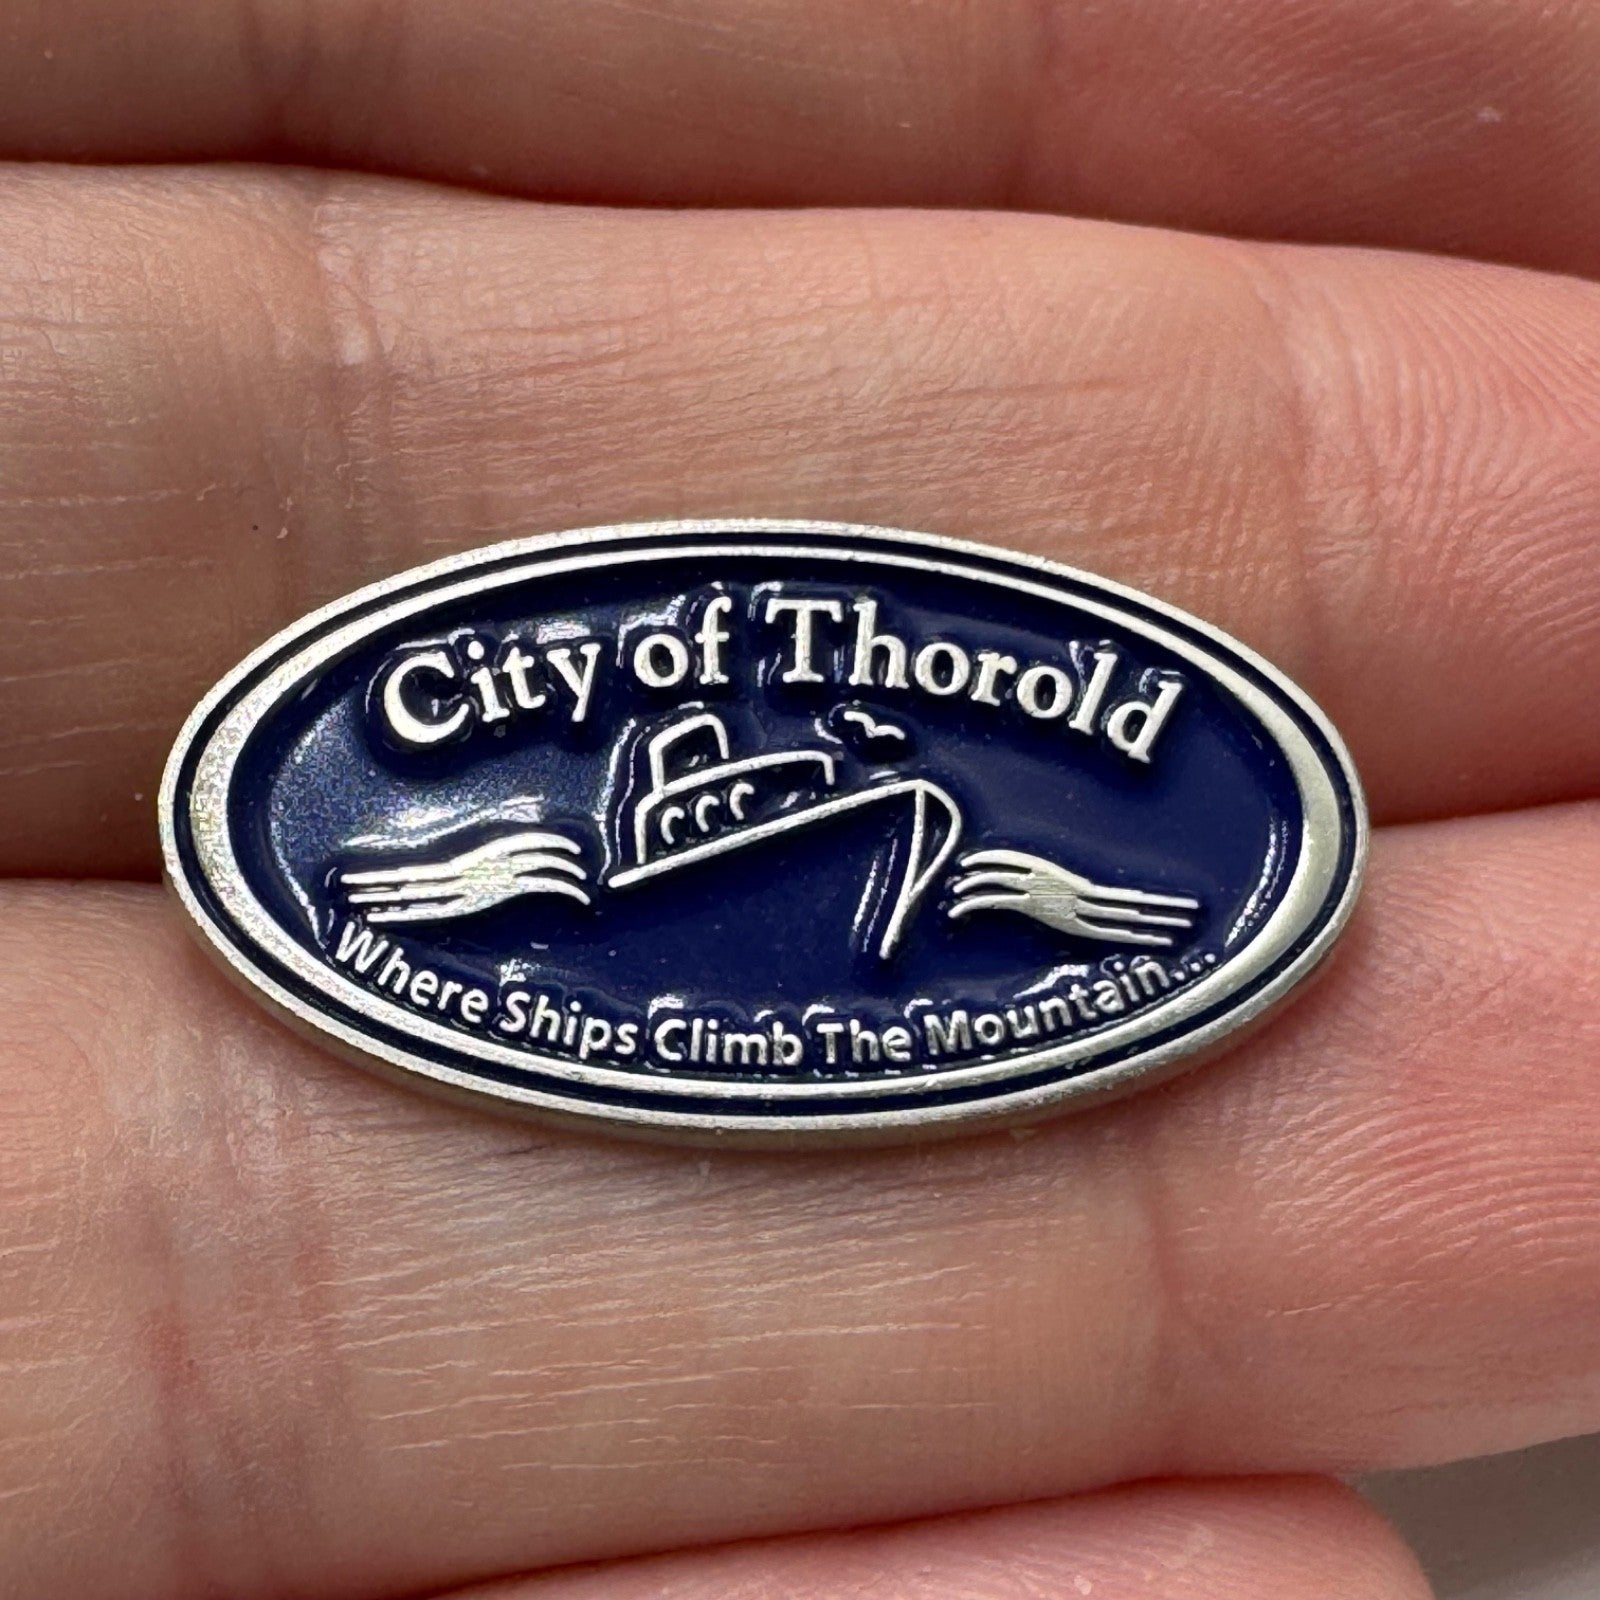 City of Thorold
Where Ships Climb The Mountain...